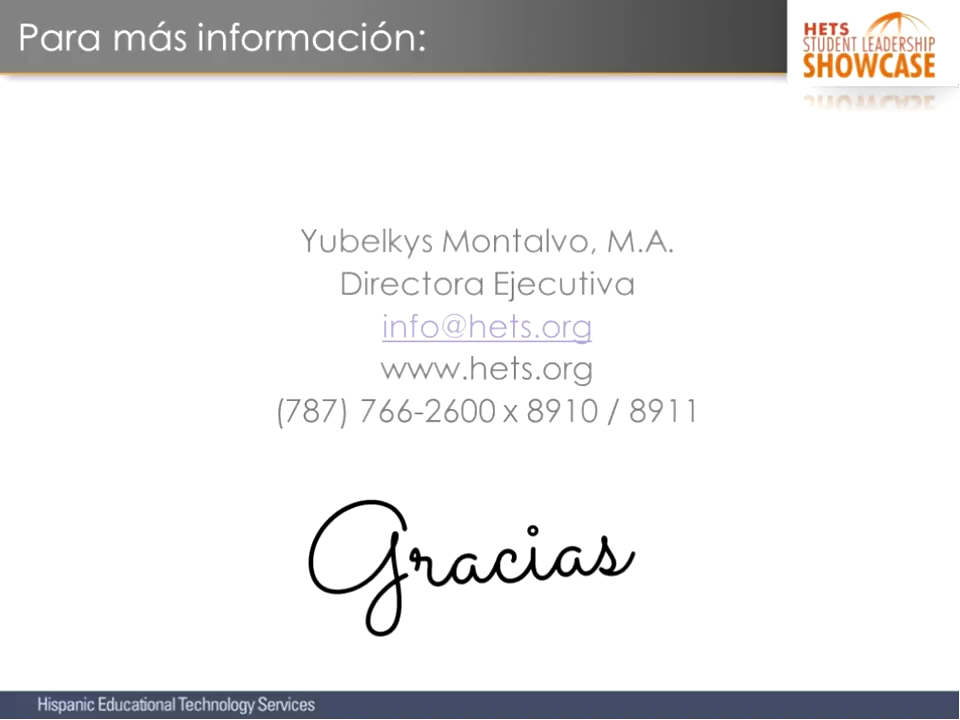 Para más información:
HETS
STUDENT LEADERSHIP
SHOWCASE
Yubelkys Montalvo, M.A.
Directora Ejecutiva
info@hets.org
www.hets.org
(787) 766-2600 x 8910 / 8911
Gracias
Hispanic Educational Technology Services